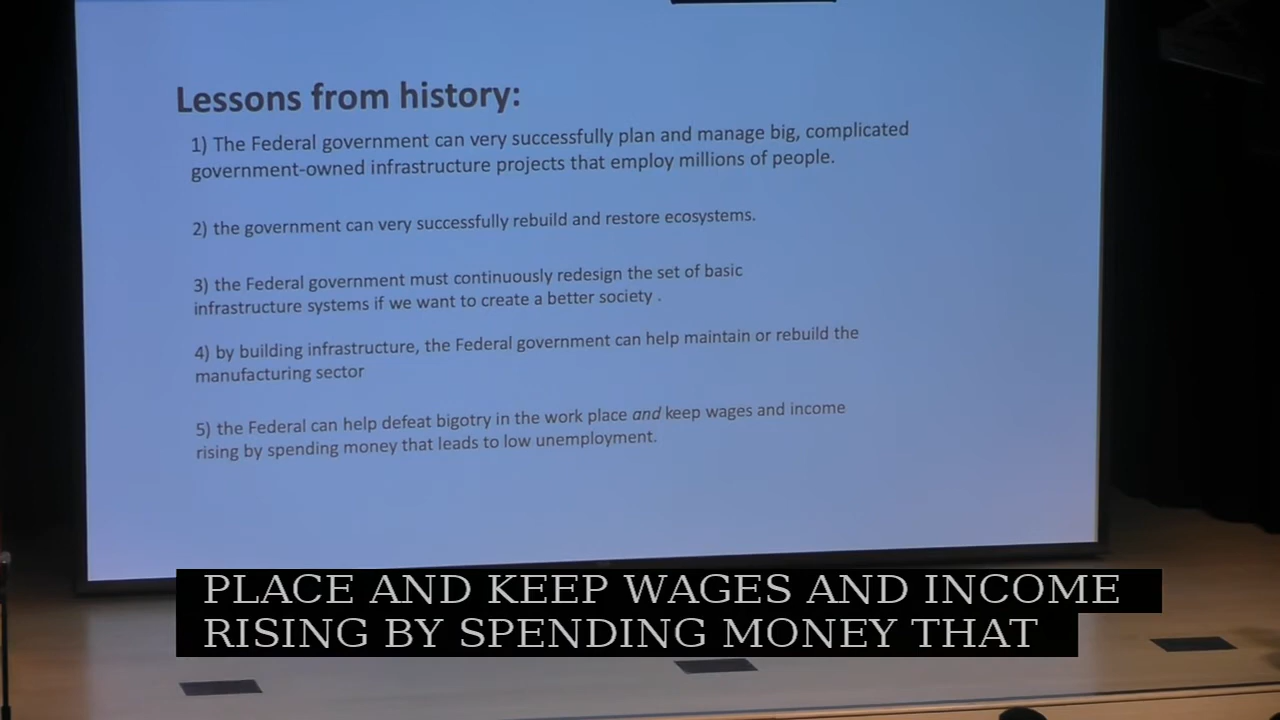 Lessons from history:
1) The Federal government can very successfully plan and manage big, complicated
government-owned infrastructure projects that employ millions of people.
2) the government can very successfully rebuild and restore ecosystems.
3) the Federal government must continuously redesign the set of basic
infrastructure systems if we want to create a better society .
4) by building infrastructure, the Federal government can help maintain or rebuild the
manufacturing sector
5) the Federal can help defeat bigotry in the work place and keep wages and income
rising by spending money that leads to low unemployment.
PLACE AND KEEP WAGES AND INCOME
RISING BY SPENDING MONEY THAT